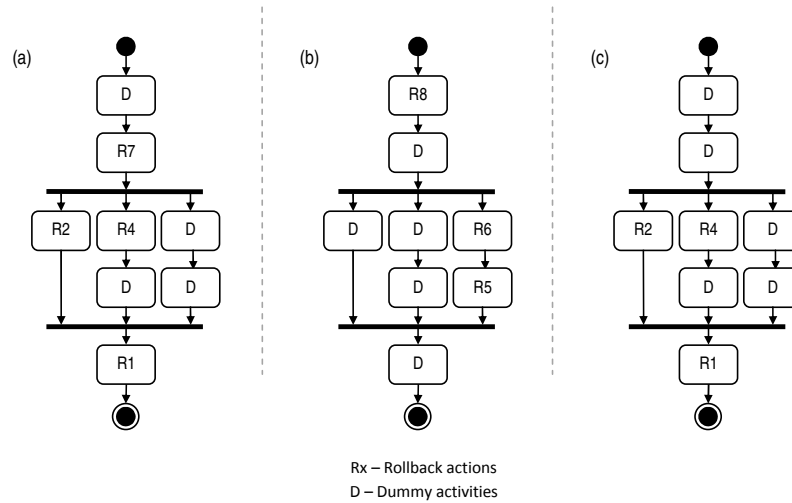 (a)
D
R7
R2 R4 D
D D
R1
(b)
R8
D
D D R6
D R5
D
(c)
D
D
R2 R4 D
D D
R1
Rx – Rollback actions
D – Dummy activities